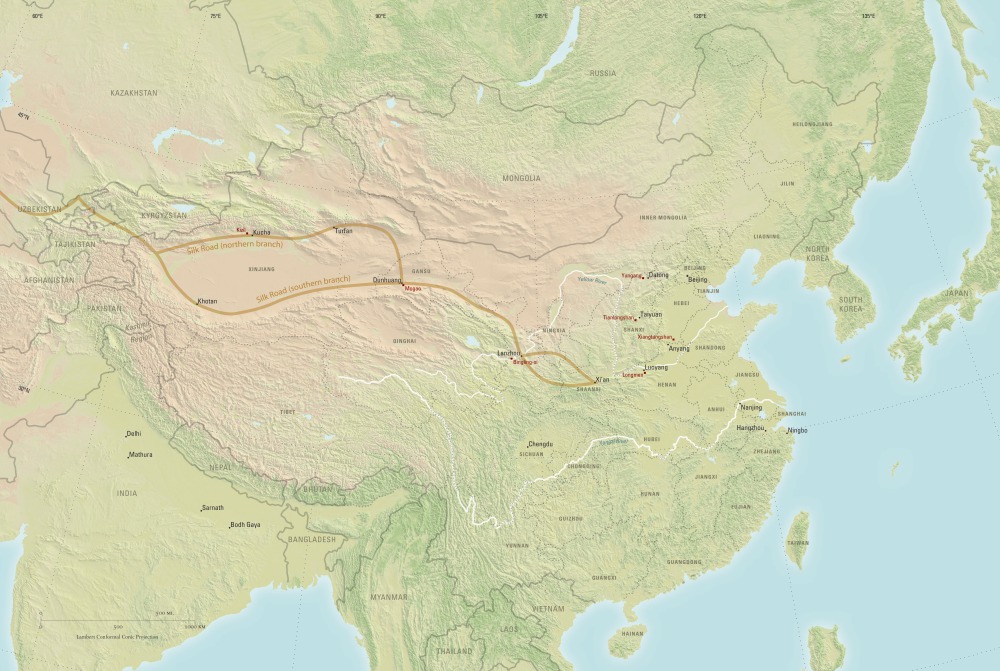 60°E
75°E
90°E
105°E
120°E
135°E
RUSSIA
KAZAKHSTAN
45°N
HEILONGJIANG
MONGOLIA
JILIN
UZBEKISTAN
KYRGYZSTAN
INNER MONGOLIA
Kizil
Kucha
Turfan
LIAONING
TAJIKISTAN
Silk Road (northern branch)
NORTH
KOREA
XINJIANG
GANSU
BEIJING
AFGHANISTAN
Dunhuang
Mogao
Silk Road (southern branch)
Yellow River
Yungang
Datong
Beijing
TIANJIN
JAPAN
Khotan
PAKISTAN
HEBEI
SOUTH
KOREA
Tianlongshan
Taiyuan
Kashmir
Region
NINGXIA
SHANXI
QINGHAI
Xiangtangshan
Anyang
SHANDONG
Lanzhou
Bingling-si
Longmen
Luoyang
Xi'an
SHAANXI
HENAN
JIANGSU
30°N
TIBET
ANHUI
Nanjing
SHANGHAI
Hangzhou
Ningbo
Delhi
Mathura
Chengdu
SICHUAN
HUBEI
ZHEJIANG
NEPAL
CHONGQING
JIANGXI
BHUTAN
INDIA
HUNAN
Sarnath
FUJIAN
Bodh Gaya
GUIZHOU
BANGLADESH
YUNNAN
TAIWAN
GUANGDONG
GUANGXI
MYANMAR
VIETNAM
500 MI.
0
500
1000 KM
LAOS
HAINAN
Lambert Conformal Conic Projection
THAILAND